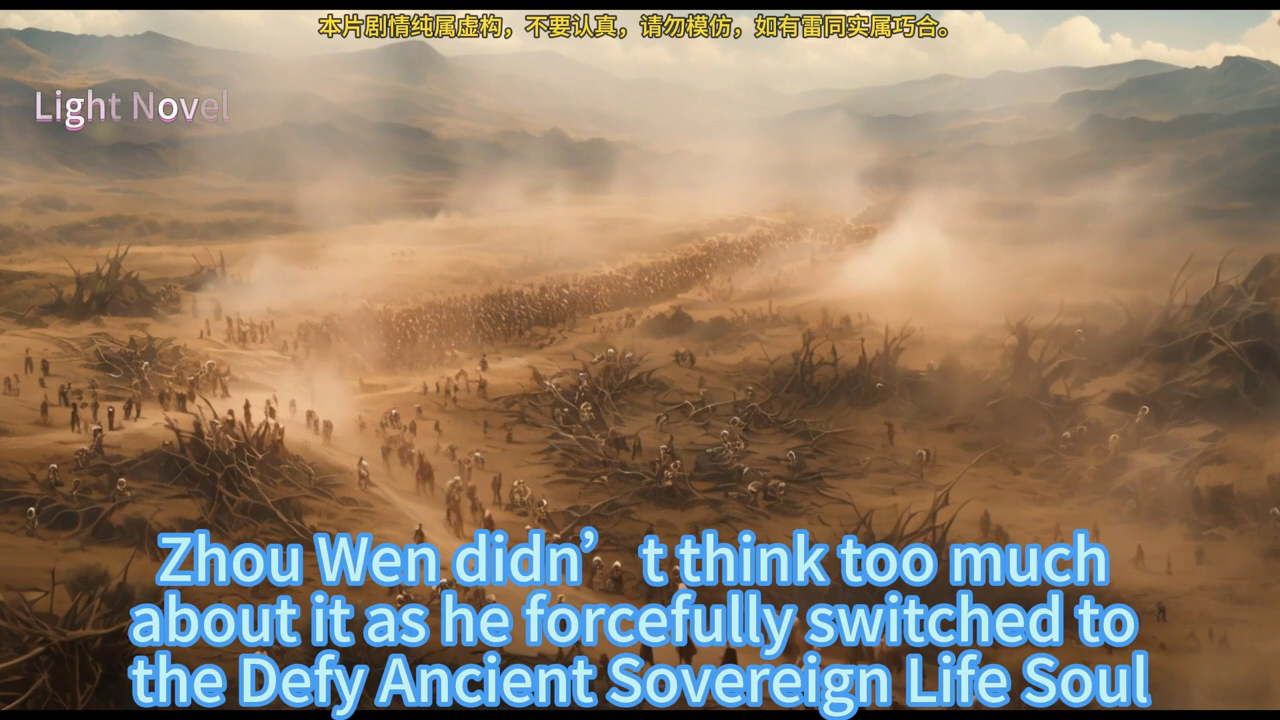 本片剧情纯属虚构，不要认真，请勿模仿，如有雷同实属巧合。
Light Novel
Zhou Wen didn’t think too much
about it as he forcefully switched to
the Defy Ancient Sovereign Life Soul